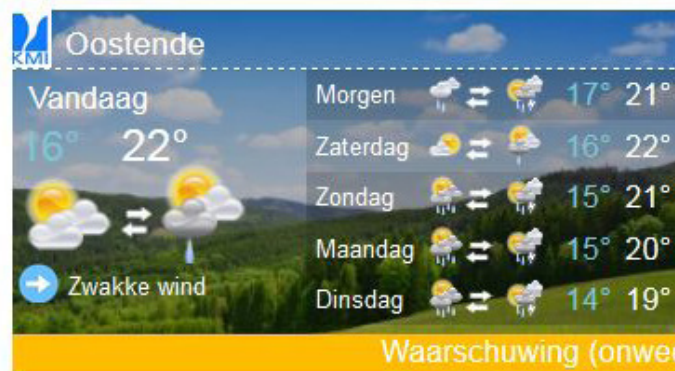 KMI
Oostende
Vandaag
16° 22°
Zwakke wind
Morgen 17° 21°
Zaterdag 16° 22°
Zondag 15° 21°
Maandag 15° 20°
Dinsdag 14° 19°
Waarschuwing (onwee